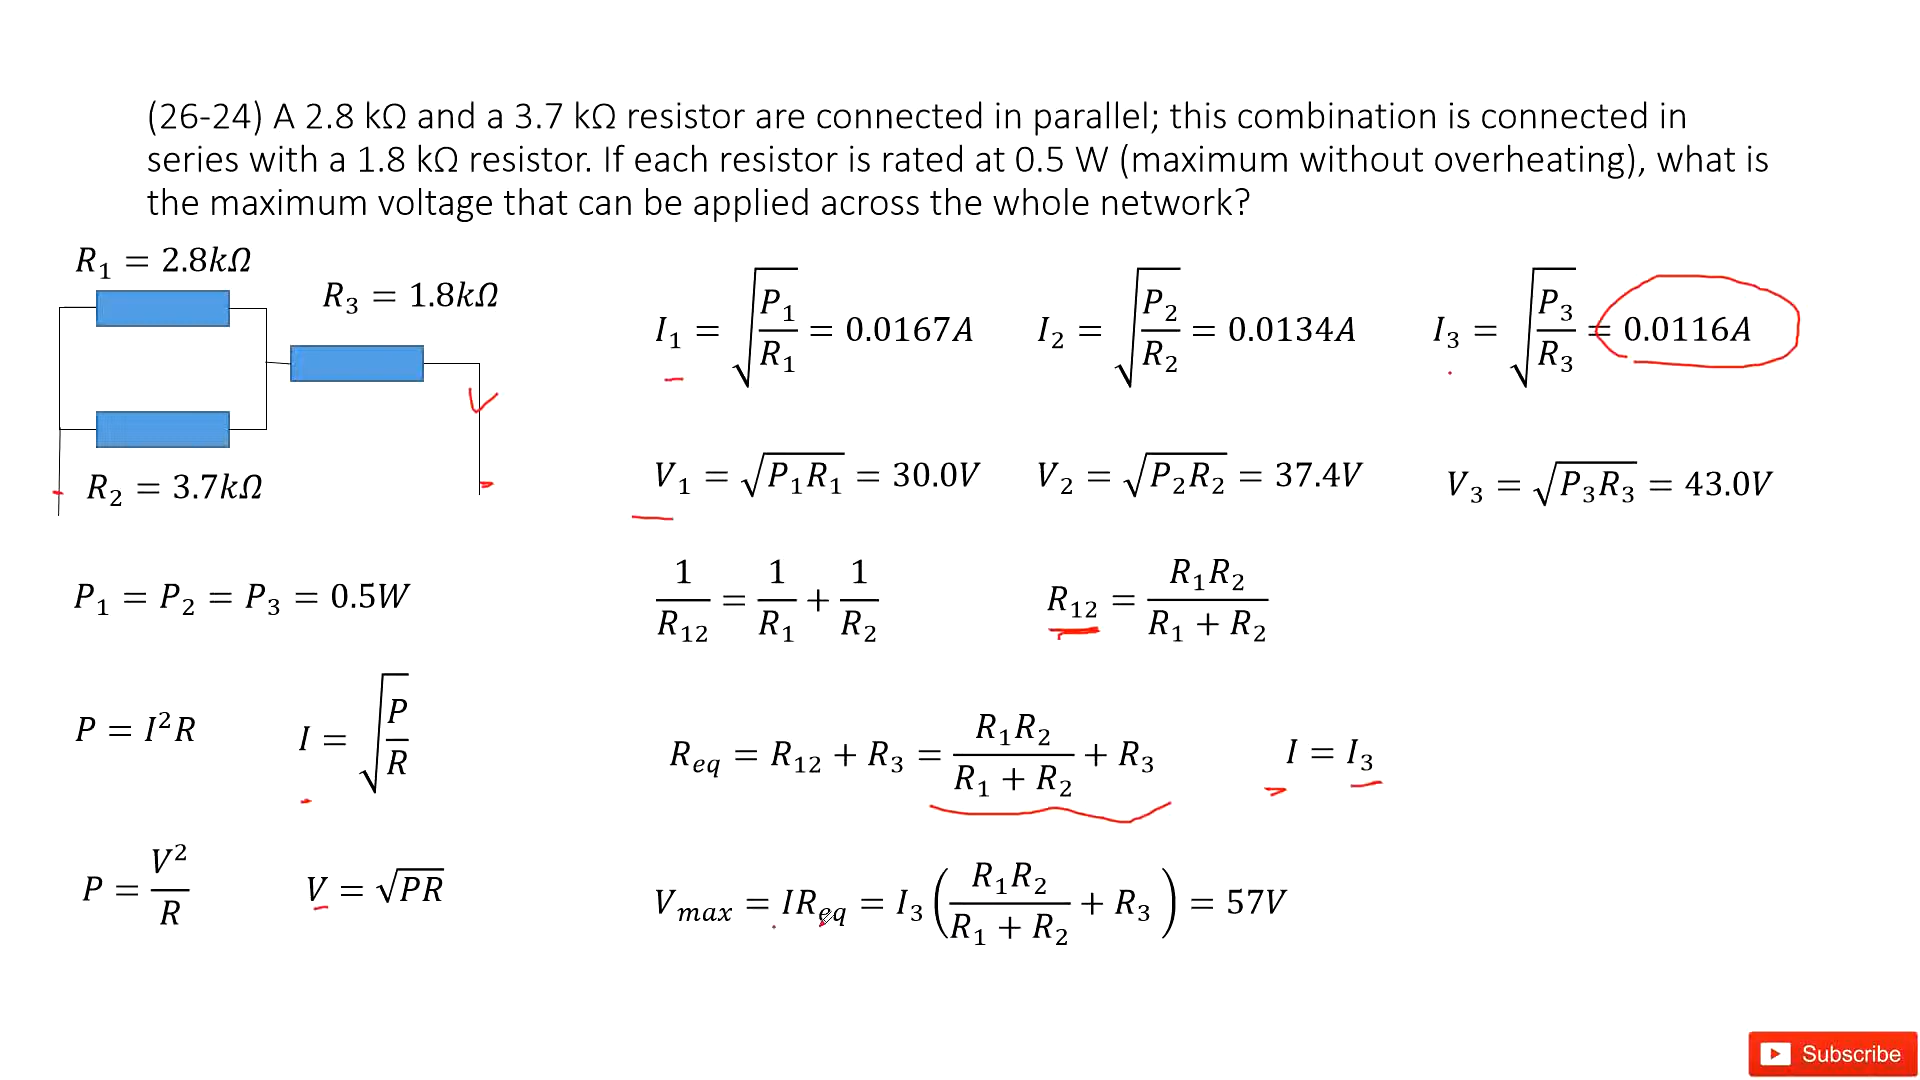 (26-24) A 2.8 kΩ and a 3.7 kΩ resistor are connected in parallel; this combination is connected in
series with a 1.8 kΩ resistor. If each resistor is rated at 0.5 W (maximum without overheating), what is
the maximum voltage that can be applied across the whole network?
R₁ = 2.8kΩ
R₃ = 1.8kΩ
R₂ = 3.7kΩ
P₁ = P₂ = P₃ = 0.5W
P = I²R
I = √(P/R)
P = V²/R
V = √(PR)
I₁ = √(P₁/R₁) = 0.0167A
I₂ = √(P₂/R₂) = 0.0134A
I₃ = √(P₃/R₃) = 0.0116A
V₁ = √(P₁R₁) = 30.0V
V₂ = √(P₂R₂) = 37.4V
V₃ = √(P₃R₃) = 43.0V
1/R₁₂ = 1/R₁ + 1/R₂
R₁₂ = R₁R₂/(R₁ + R₂)
R_eq = R₁₂ + R₃ = R₁R₂/(R₁ + R₂) + R₃
I = I₃
V_max = IR_eq = I₃(R₁R₂/(R₁ + R₂) + R₃) = 57V
Subscribe